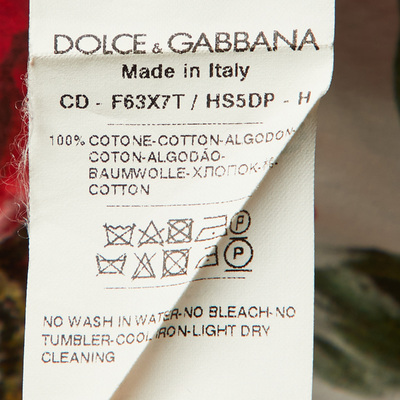 DOLCE & GABBANA
Made in Italy
CD - F63X7T / HS5DP - H
100% COTONE-COTTON-ALGODON-
COTON-ALGODÃO-
BAUMWOLLE-ХЛОПОК-
COTTON
P
P
NO WASH IN WATER-NO BLEACH-NO
TUMBLER-COOL IRON-LIGHT DRY
CLEANING